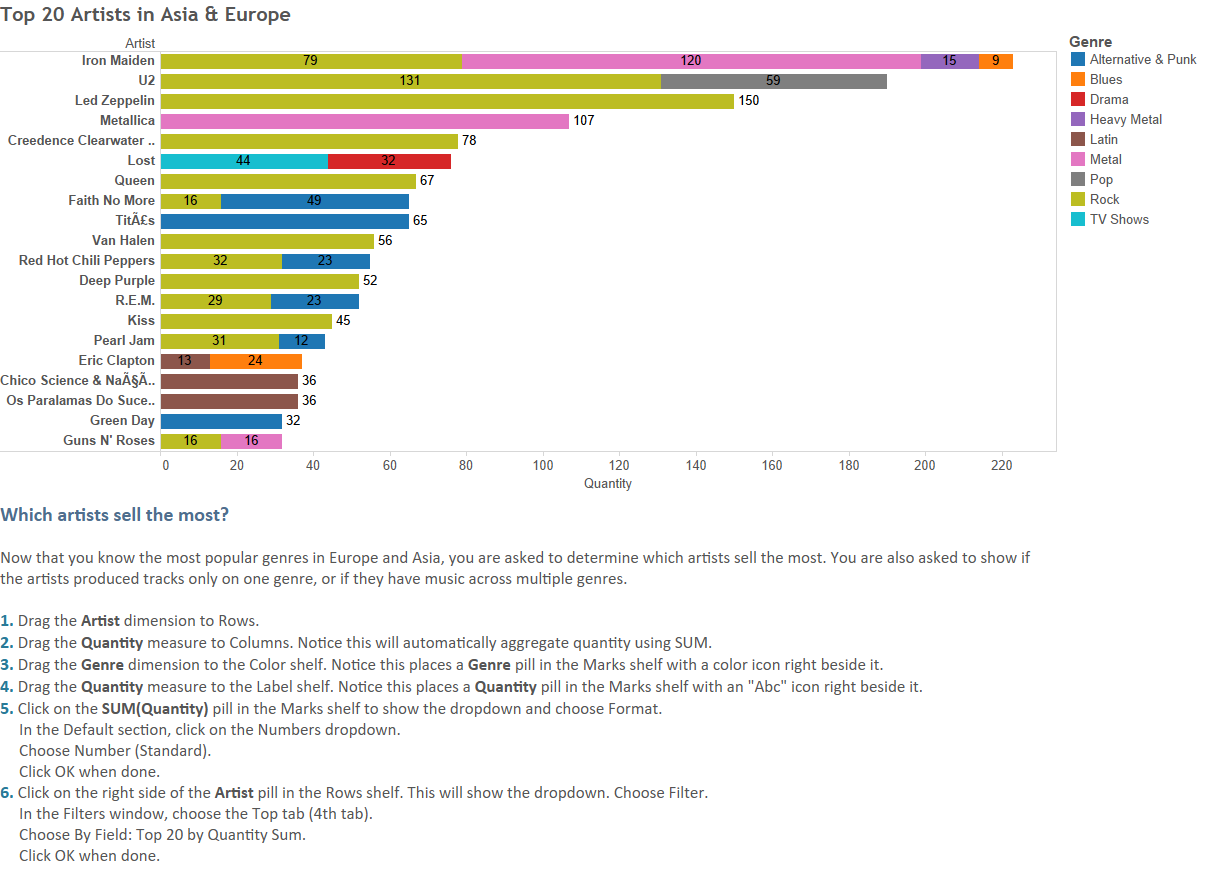 Top 20 Artists in Asia & Europe
Artist
Genre
Iron Maiden 79 120 15 9
U2 131 59
Led Zeppelin 150
Metallica 107
Creedence Clearwater .. 78
Lost 44 32
Queen 67
Faith No More 16 49
TitÃ£s 65
Van Halen 56
Red Hot Chili Peppers 32 23
Deep Purple 52
R.E.M. 29 23
Kiss 45
Pearl Jam 31 12
Eric Clapton 13 24
Chico Science & NaÃ§Ã.. 36
Os Paralamas Do Suce.. 36
Green Day 32
Guns N' Roses 16 16
0 20 40 60 80 100 120 140 160 180 200 220
Quantity
Alternative & Punk
Blues
Drama
Heavy Metal
Latin
Metal
Pop
Rock
TV Shows
Which artists sell the most?
Now that you know the most popular genres in Europe and Asia, you are asked to determine which artists sell the most. You are also asked to show if
the artists produced tracks only on one genre, or if they have music across multiple genres.
1. Drag the Artist dimension to Rows.
2. Drag the Quantity measure to Columns. Notice this will automatically aggregate quantity using SUM.
3. Drag the Genre dimension to the Color shelf. Notice this places a Genre pill in the Marks shelf with a color icon right beside it.
4. Drag the Quantity measure to the Label shelf. Notice this places a Quantity pill in the Marks shelf with an "Abc" icon right beside it.
5. Click on the SUM(Quantity) pill in the Marks shelf to show the dropdown and choose Format.
In the Default section, click on the Numbers dropdown.
Choose Number (Standard).
Click OK when done.
6. Click on the right side of the Artist pill in the Rows shelf. This will show the dropdown. Choose Filter.
In the Filters window, choose the Top tab (4th tab).
Choose By Field: Top 20 by Quantity Sum.
Click OK when done.